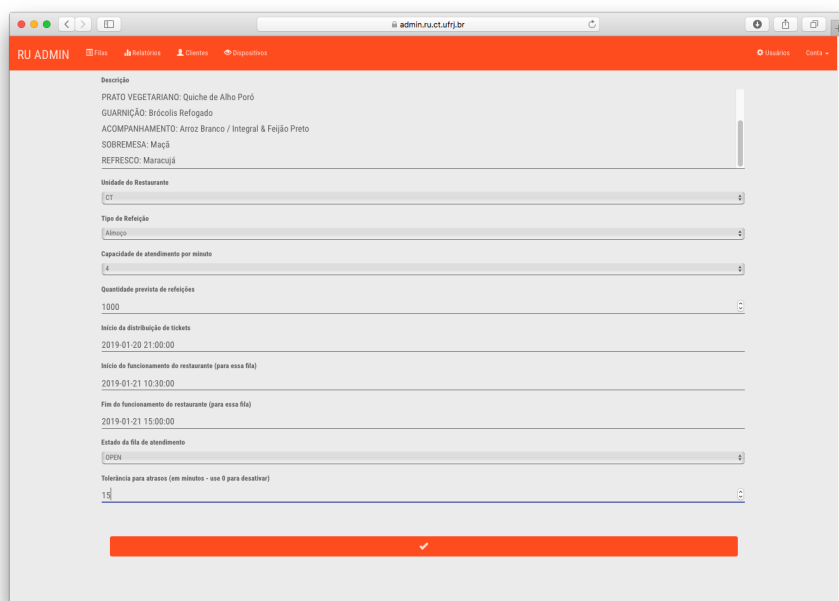 admin.ru.ct.ufrj.br
RU ADMIN Filas Relatórios Clientes Dispositivos Usuários Conta
Descrição
PRATO VEGETARIANO: Quiche de Alho Poró
GUARNIÇÃO: Brócolis Refogado
ACOMPANHAMENTO: Arroz Branco / Integral & Feijão Preto
SOBREMESA: Maçã
REFRESCO: Maracujá
Unidade do Restaurante
CT
Tipo de Refeição
Almoço
Capacidade de atendimento por minuto
4
Quantidade prevista de refeições
1000
Início da distribuição de tickets
2019-01-20 21:00:00
Início do funcionamento do restaurante (para essa fila)
2019-01-21 10:30:00
Fim do funcionamento do restaurante (para essa fila)
2019-01-21 15:00:00
Estado da fila de atendimento
OPEN
Tolerância para atrasos (em minutos - use 0 para desativar)
15